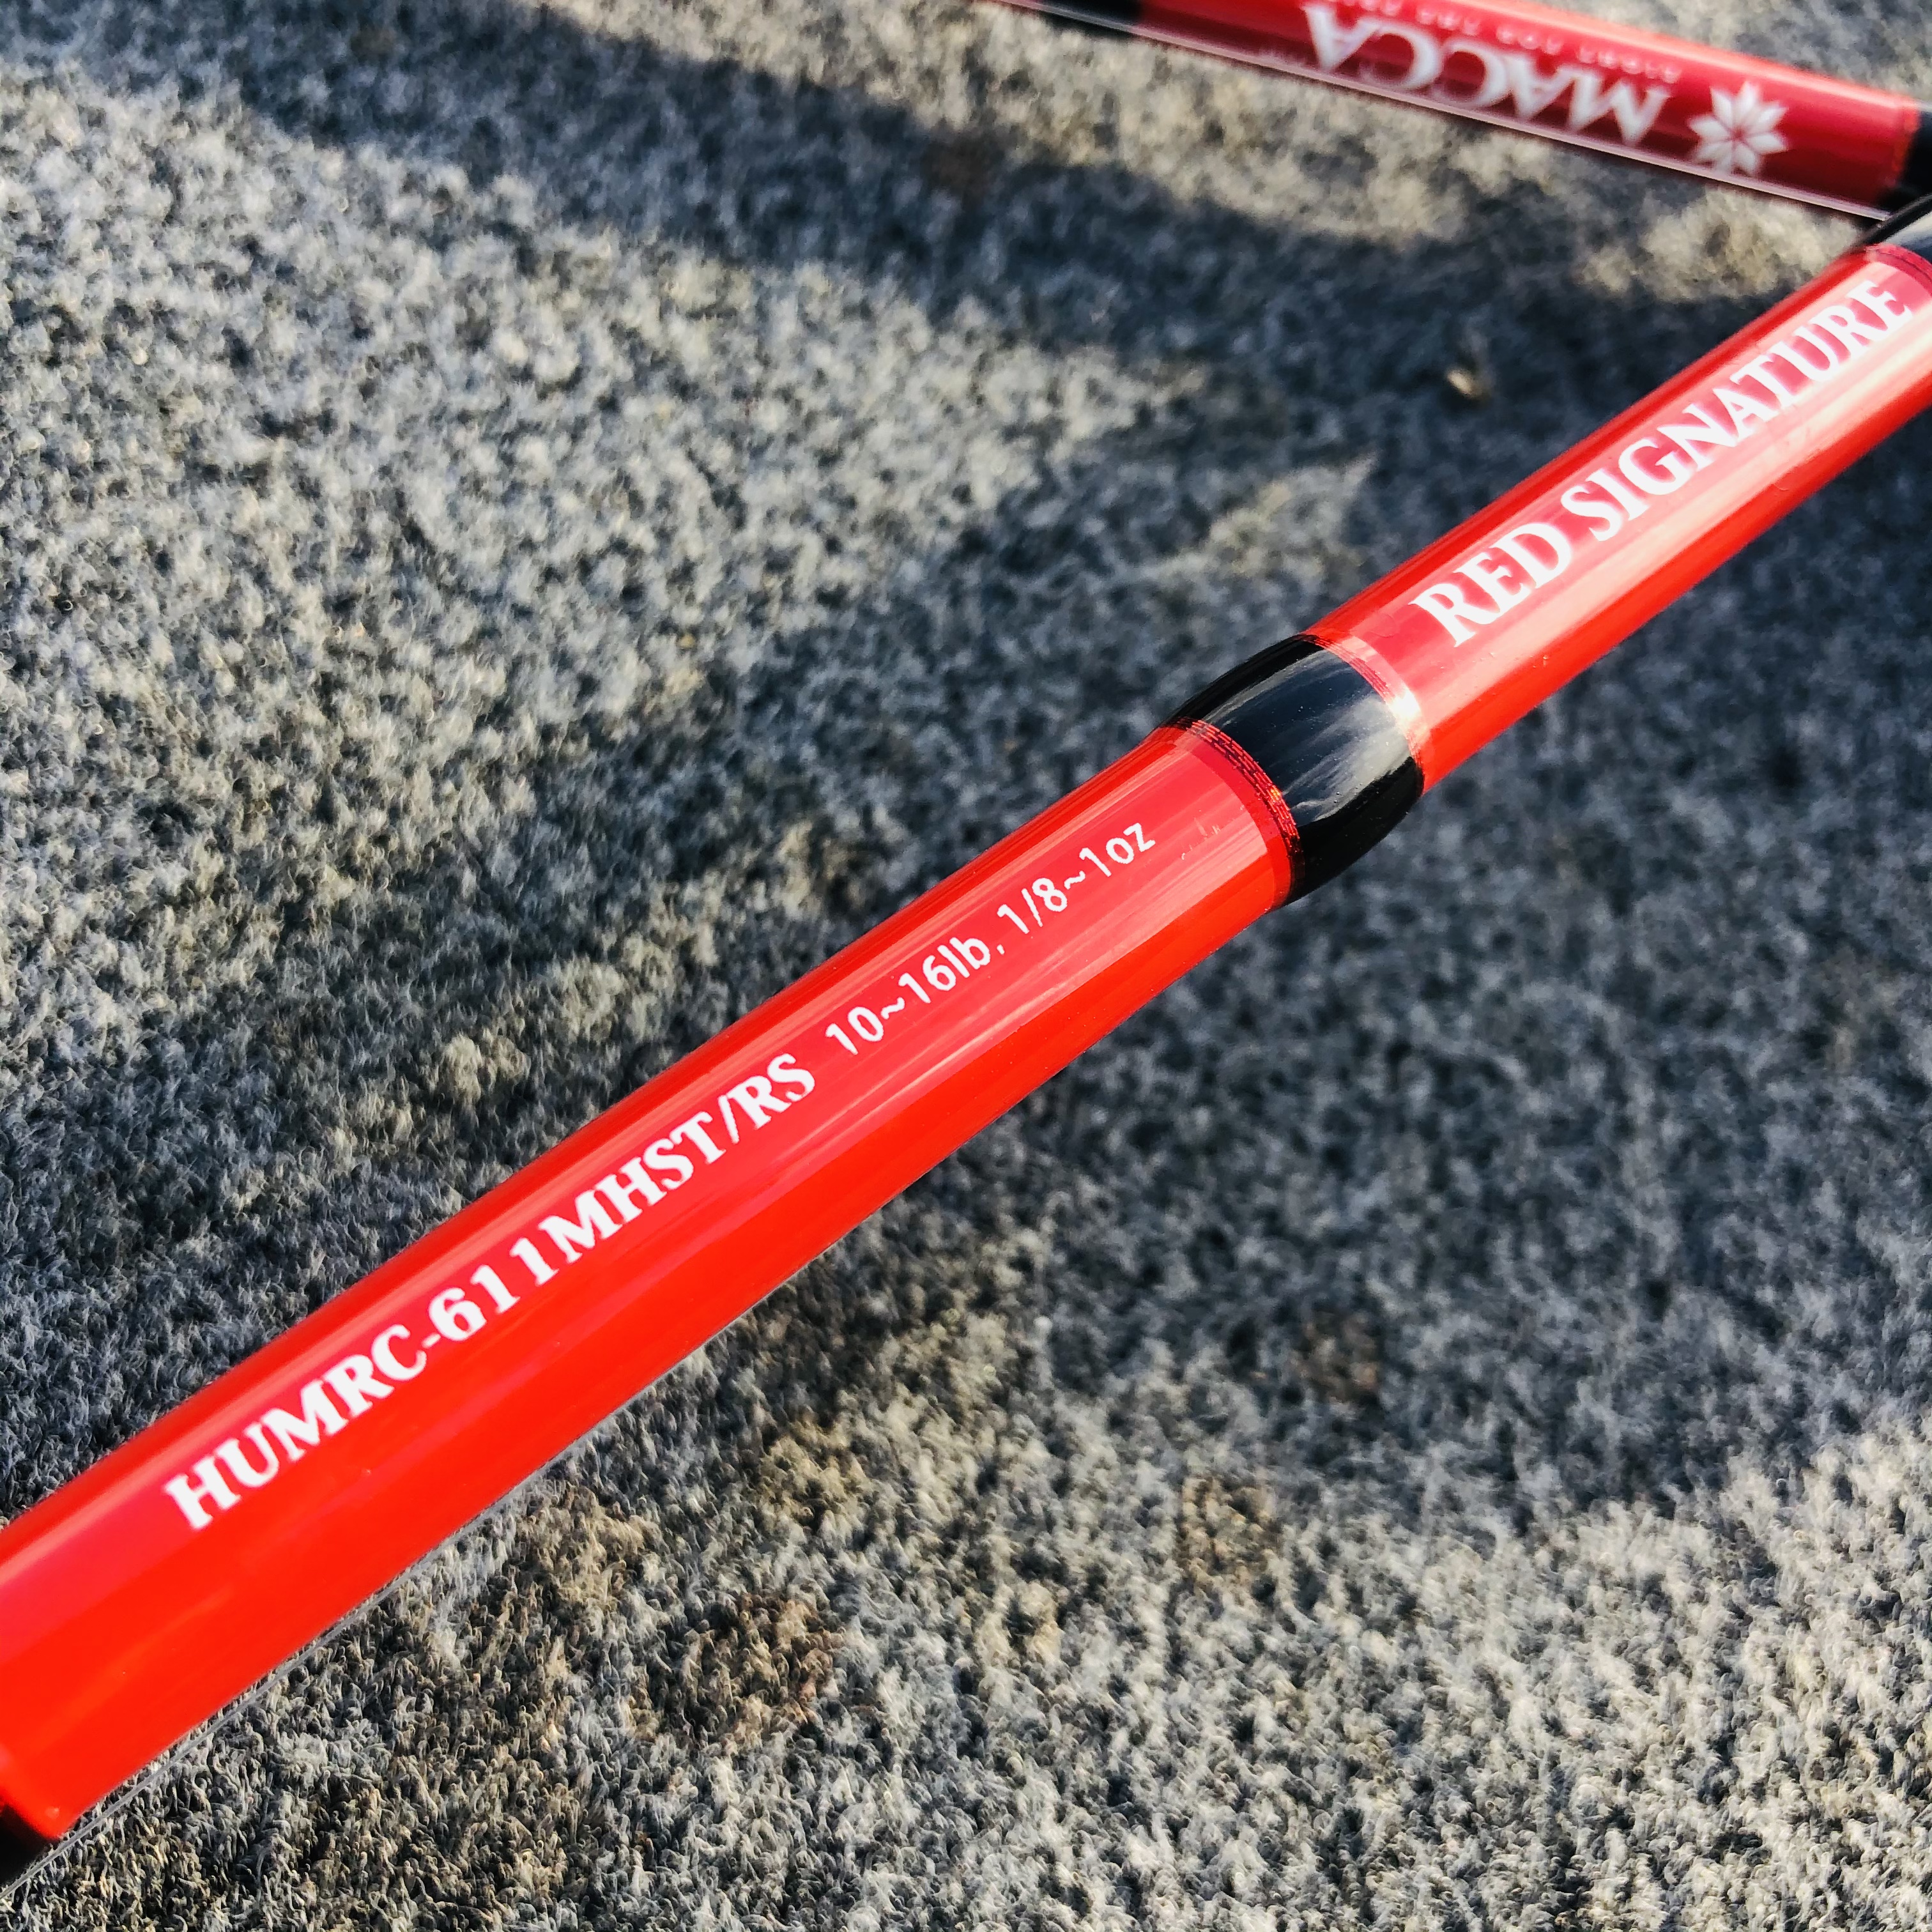 MACCA
RED SIGNATURE
HUMRC-611MHST/RS 10~16lb. 1/8~1oz